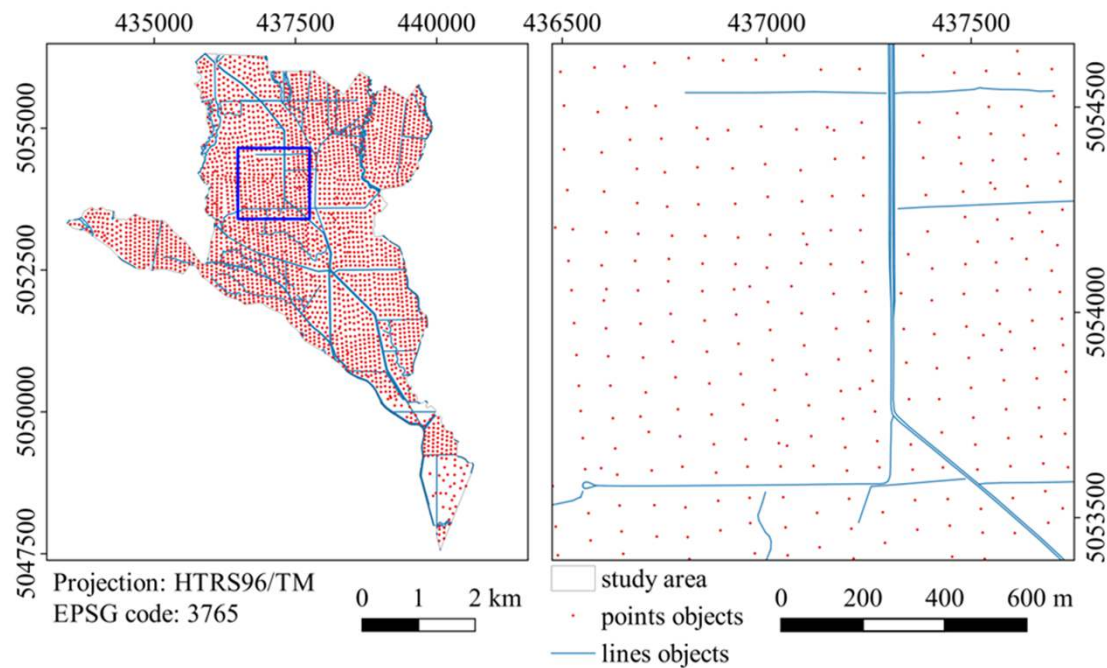 435000 437500 440000
436500 437000 437500
5055000
5052500
5050000
5047500
5054500
5054000
5053500
Projection: HTRS96/TM
EPSG code: 3765
0 1 2 km
study area
points objects
lines objects
0 200 400 600 m